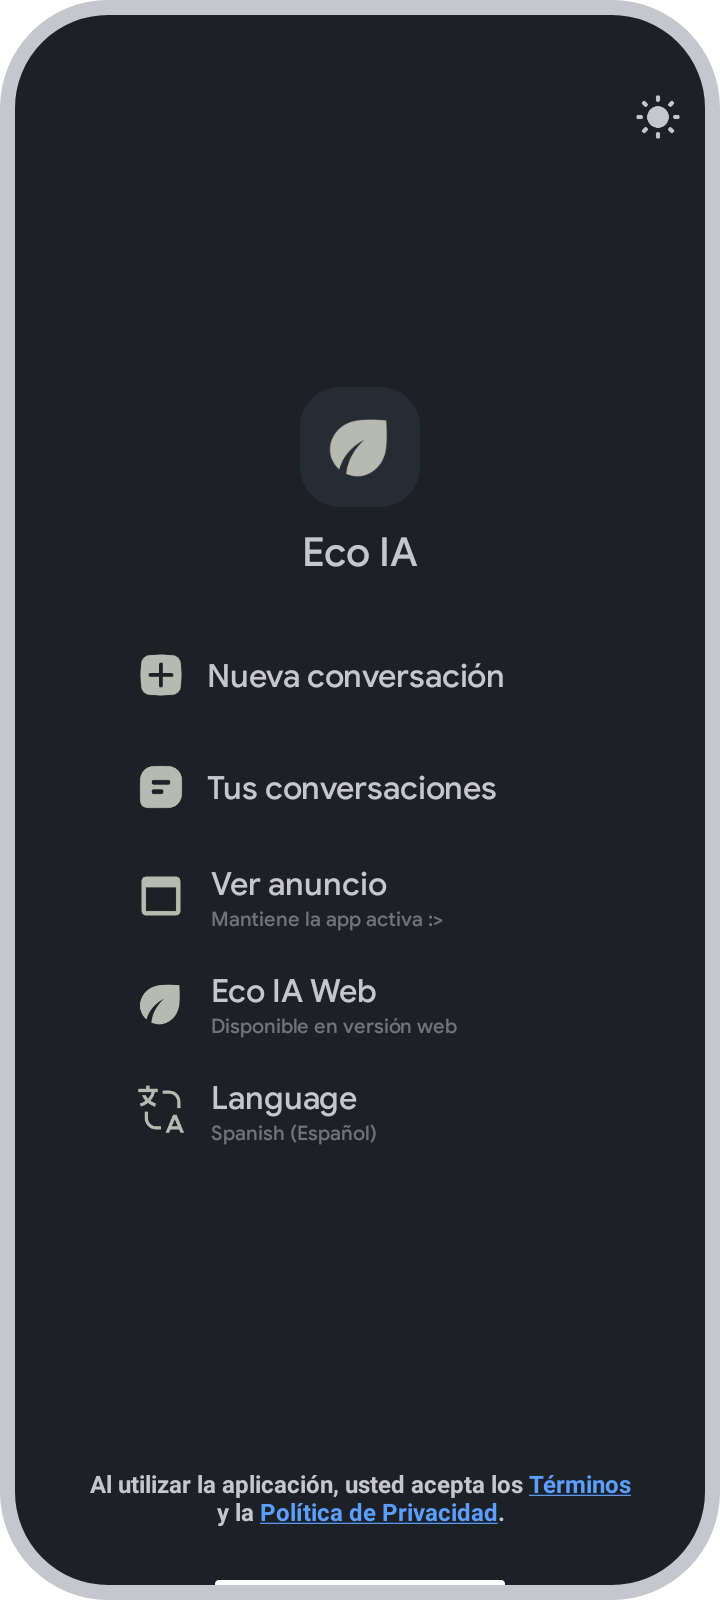 Eco IA
Nueva conversación
Tus conversaciones
Ver anuncio
Mantiene la app activa :>
Eco IA Web
Disponible en versión web
文 A
Language
Spanish (Español)
Al utilizar la aplicación, usted acepta los Términos
y la Política de Privacidad.